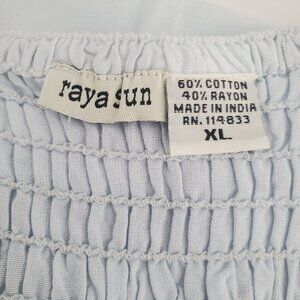 raya sun
60% COTTON
40% RAYON
MADE IN INDIA
RN. 114833
XL